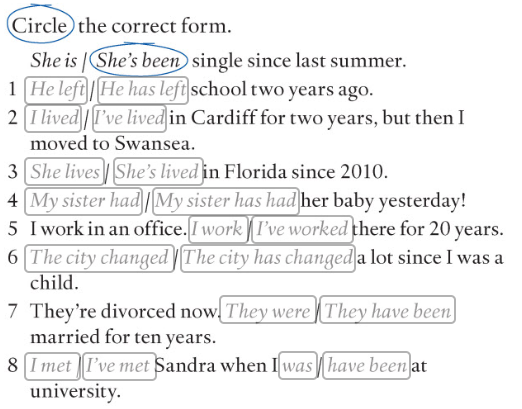 Circle the correct form.
She is / She's been single since last summer.
1 He left / He has left school two years ago.
2 I lived / I've lived in Cardiff for two years, but then I
moved to Swansea.
3 She lives / She's lived in Florida since 2010.
4 My sister had / My sister has had her baby yesterday!
5 I work in an office. I work / I've worked there for 20 years.
6 The city changed / The city has changed a lot since I was a
child.
7 They're divorced now. They were / They have been
married for ten years.
8 I met / I've met Sandra when I was / have been at
university.